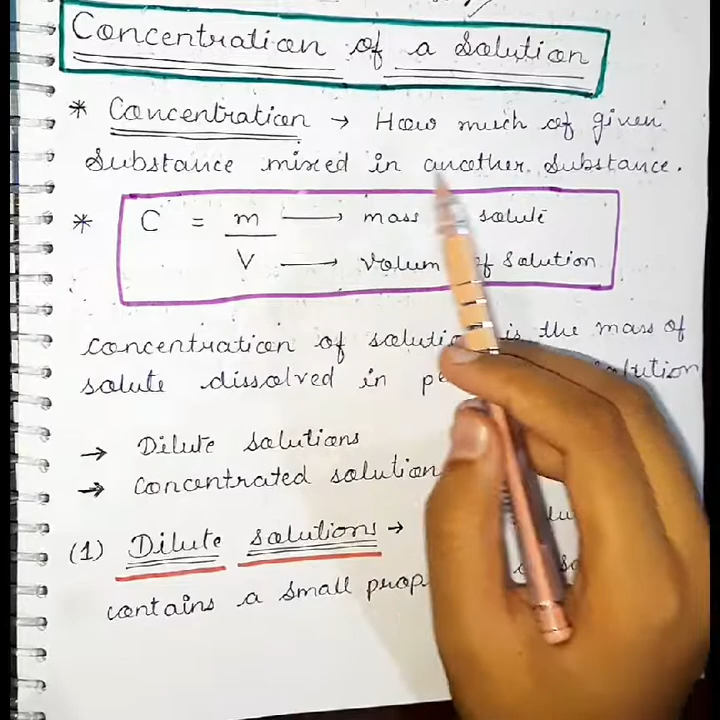 Concentration of a Solution
* Concentration → How much of given
Substance mixed in another substance.
* C = m → mass solute
V → Volum of Solution
concentration of solutio is the mass of
solute dissolved in pe solution
→ Dilute solutions
→ Concentrated solution
(1) Dilute solutions →
contains a small prop